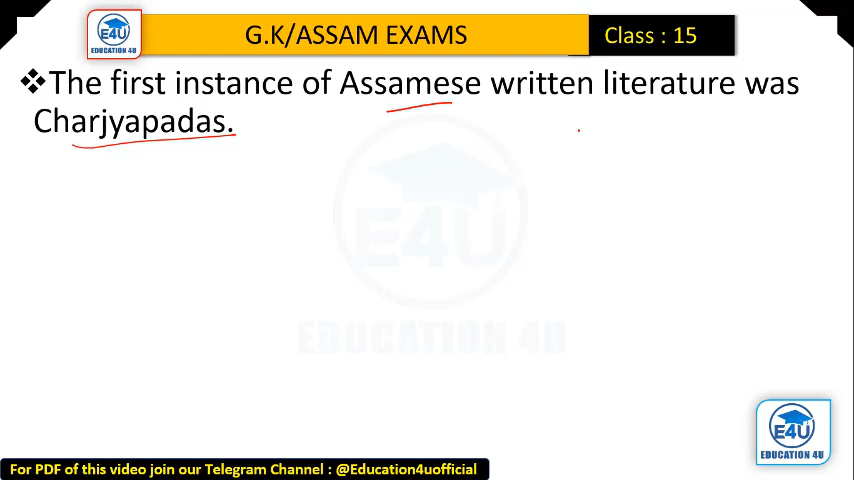 E4U
EDUCATION 4U
G.K/ASSAM EXAMS
Class : 15
❖The first instance of Assamese written literature was
Charjyapadas.
E4U
EDUCATION 4U
E4U
EDUCATION 4U
For PDF of this video join our Telegram Channel : @Education4uofficial